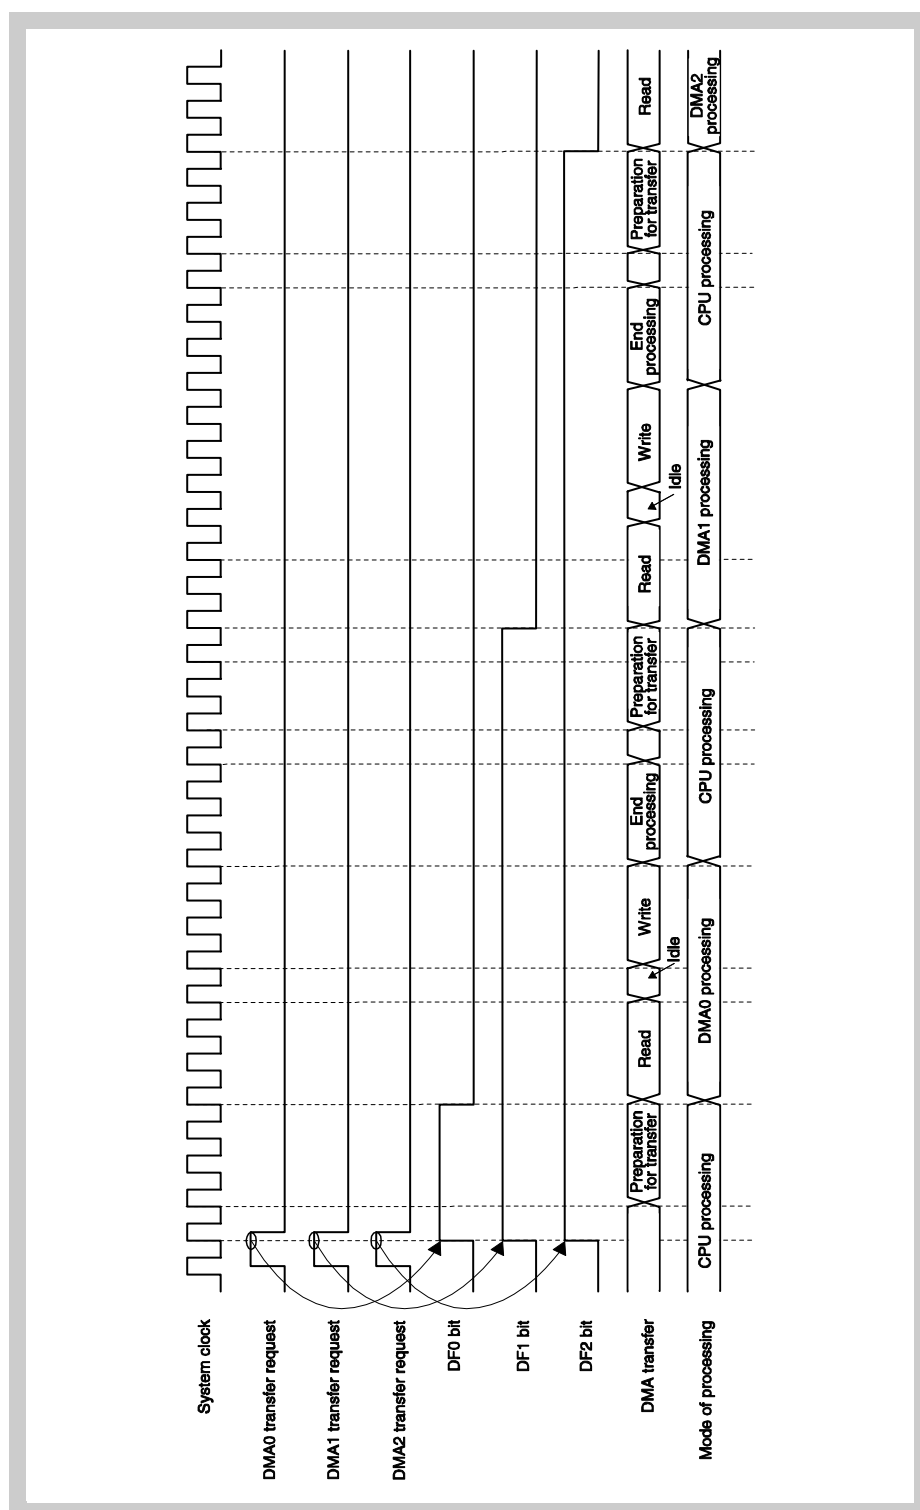 System clock
DMA0 transfer request
DMA1 transfer request
DMA2 transfer request
DF0 bit
DF1 bit
DF2 bit
DMA transfer
Preparation
for transfer
Read
Idle
Write
End
processing
Preparation
for transfer
Read
Idle
Write
End
processing
Preparation
for transfer
Read
Mode of processing
CPU processing
DMA0 processing
CPU processing
DMA1 processing
CPU processing
DMA2
processing